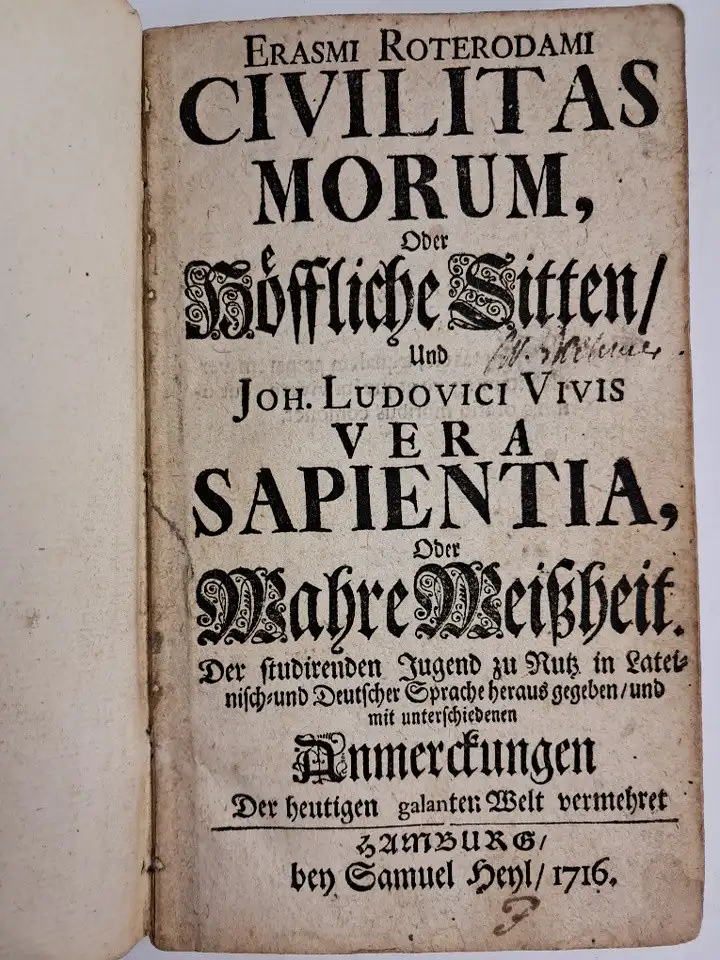 ERASMI ROTERODAMI
CIVILITAS
MORUM,
Oder
Hoͤffliche Sitten/
Und
JOH. LUDOVICI VIVIS
VERA
SAPIENTIA,
Oder
Wahre Weißheit.
Der studirenden Jugend zu Nutz in Latei-
nisch-und Deutscher Sprache heraus gegeben/und
mit unterschiedenen
Anmerckungen
Der heutigen galanten Welt vermehret
HAMBURG/
bey Samuel Heyl/ 1716.